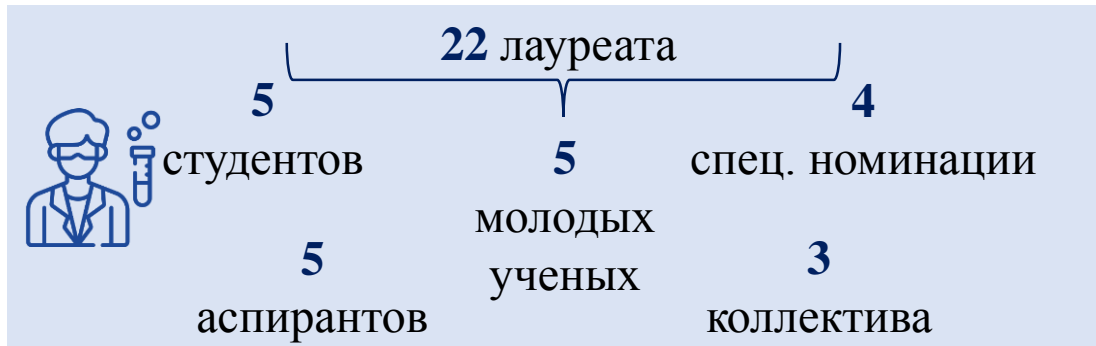 22 лауреата
5
студентов
5
аспирантов
5
молодых
ученых
4
спец. номинации
3
коллектива